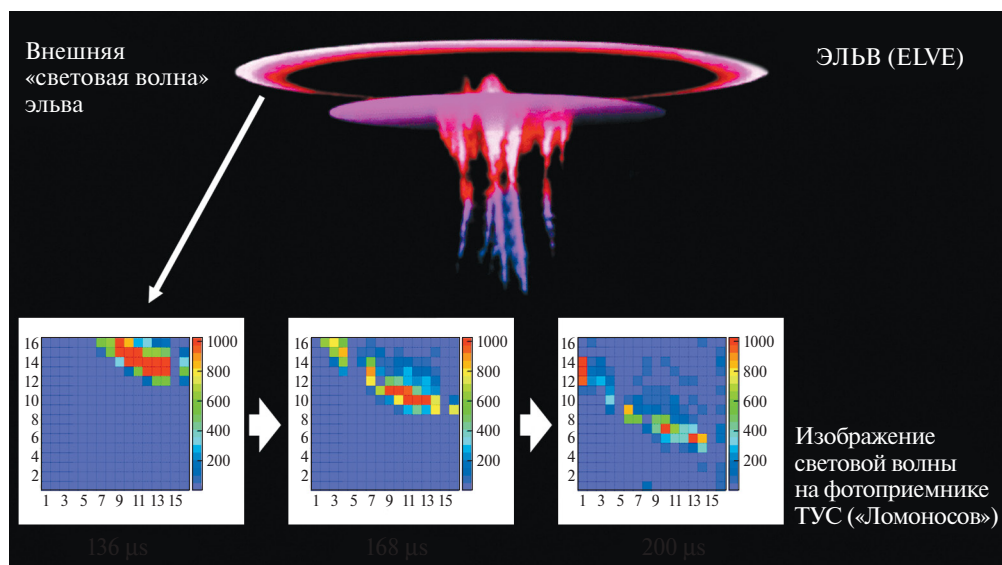 Внешняя
«световая волна»
эльва
ЭЛЬВ (ELVE)
16
14
12
10
8
6
4
2
1 3 5 7 9 11 13 15
1000
800
600
400
200
16
14
12
10
8
6
4
2
1 3 5 7 9 11 13 15
1000
800
600
400
200
16
14
12
10
8
6
4
2
1 3 5 7 9 11 13 15
1000
800
600
400
200
Изображение
световой волны
на фотоприемнике
ТУС («Ломоносов»)
136 μs
168 μs
200 μs